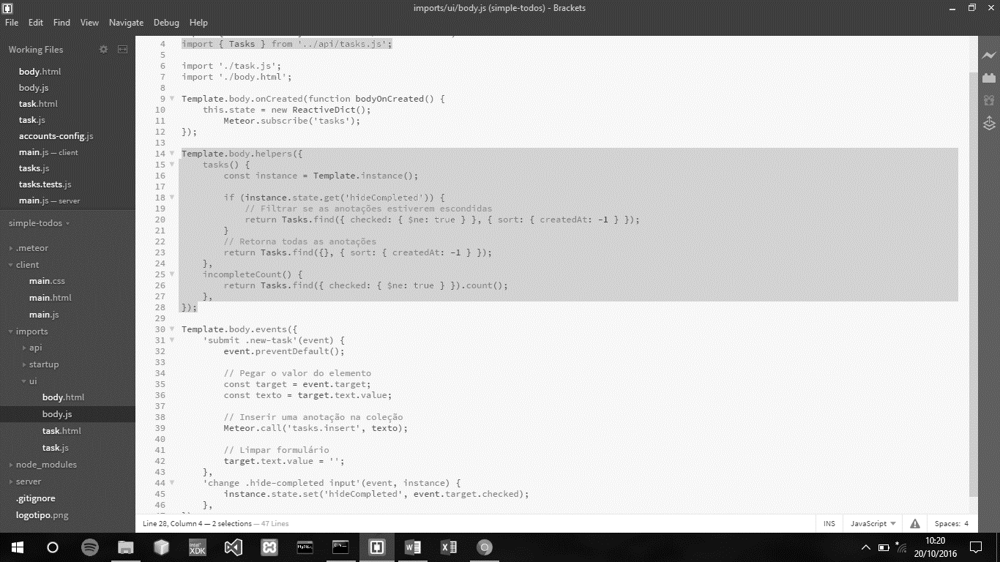 imports/ui/body.js (simple-todos) - Brackets
File Edit Find View Navigate Debug Help
Working Files
body.html
body.js
task.html
task.js
accounts-config.js
main.js — client
tasks.js
tasks.tests.js
main.js — server
simple-todos
.meteor
client
main.css
main.html
main.js
imports
api
startup
ui
body.html
body.js
task.html
task.js
node_modules
server
.gitignore
logotipo.png
4 import { Tasks } from '../api/tasks.js';
5
6 import './task.js';
7 import './body.html';
8
9 Template.body.onCreated(function bodyOnCreated() {
10 this.state = new ReactiveDict();
11 Meteor.subscribe('tasks');
12 });
13
14 Template.body.helpers({
15 tasks() {
16 const instance = Template.instance();
17
18 if (instance.state.get('hideCompleted')) {
19 // Filtrar se as anotações estiverem escondidas
20 return Tasks.find({ checked: { $ne: true } }, { sort: { createdAt: -1 } });
21 }
22 // Retorna todas as anotações
23 return Tasks.find({}, { sort: { createdAt: -1 } });
24 },
25 incompleteCount() {
26 return Tasks.find({ checked: { $ne: true } }).count();
27 },
28 });
29
30 Template.body.events({
31 'submit .new-task'(event) {
32 event.preventDefault();
33
34 // Pegar o valor do elemento
35 const target = event.target;
36 const texto = target.text.value;
37
38 // Inserir uma anotação na coleção
39 Meteor.call('tasks.insert', texto);
40
41 // Limpar formulário
42 target.text.value = '';
43 },
44 'change .hide-completed input'(event, instance) {
45 instance.state.set('hideCompleted', event.target.checked);
46 },
Line 28, Column 4 — 2 selections — 47 Lines
INS JavaScript Spaces: 4
intel XDK
MySQL
10:20
20/10/2016